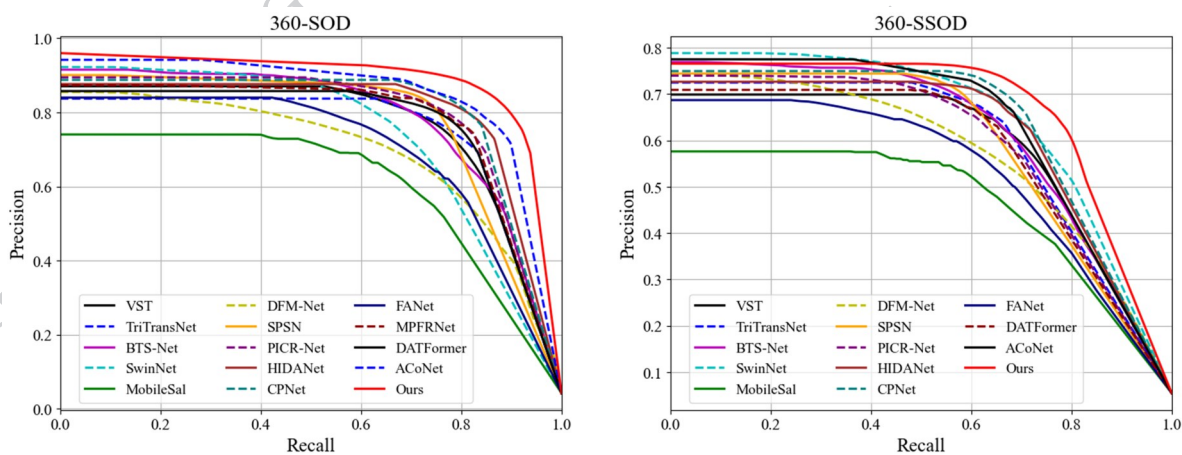 360-SOD
1.0
0.8
0.6
0.4
0.2
0.0
Precision
VST
TriTransNet
BTS-Net
SwinNet
MobileSal
DFM-Net
SPSN
PICR-Net
HIDANet
CPNet
FANet
MPFRNet
DATFormer
ACoNet
Ours
0.0 0.2 0.4 0.6 0.8 1.0
Recall
360-SSOD
0.8
0.7
0.6
0.5
0.4
0.3
0.2
0.1
Precision
VST
TriTransNet
BTS-Net
SwinNet
MobileSal
DFM-Net
SPSN
PICR-Net
HIDANet
CPNet
FANet
DATFormer
ACoNet
Ours
0.0 0.2 0.4 0.6 0.8 1.0
Recall